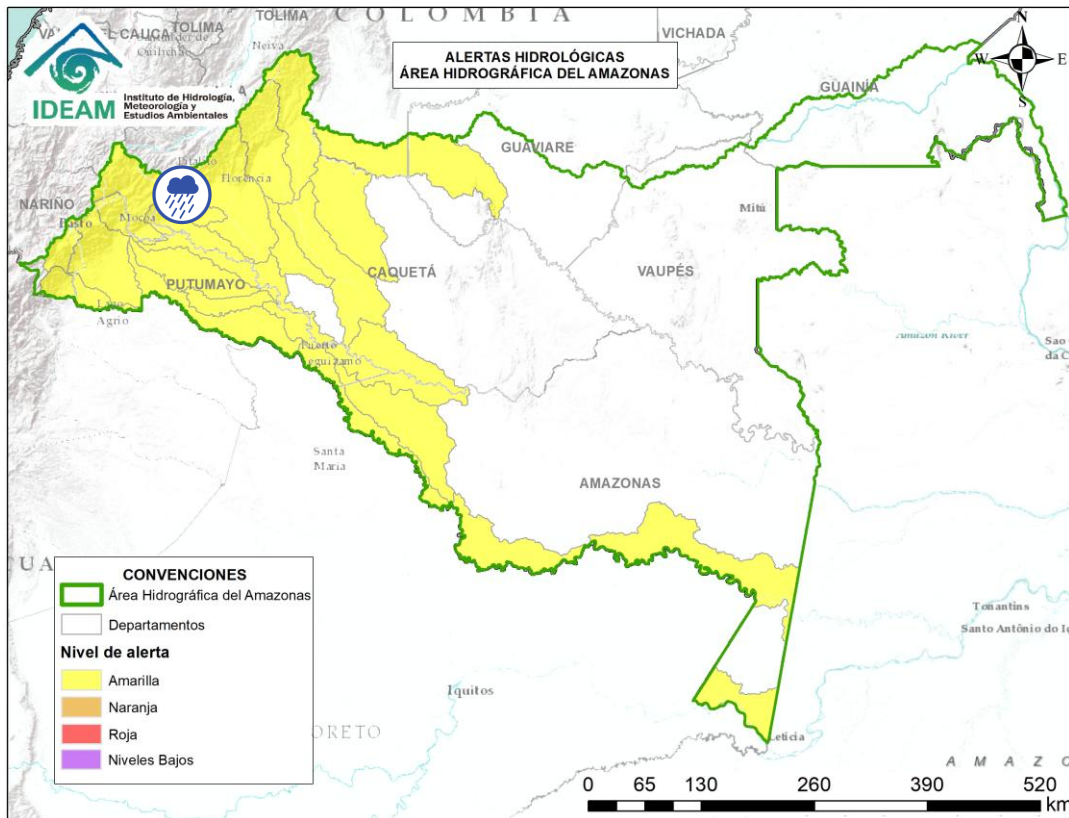 COLOMBIA
TOLIMA
TOLIMA
VICHADA
Neiva
ALERTAS HIDROLÓGICAS
ÁREA HIDROGRÁFICA DEL AMAZONAS
N
W
E
S
IDEAM
Instituto de Hidrología,
Meteorología y
Estudios Ambientales
GUAINÍA
GUAVIARE
Florencia
NARIÑO
Mitú
Pasto
Mocoa
CAQUETÁ
VAUPÉS
PUTUMAYO
Lago
Agrio
Amazon River
Puerto
Leguizamo
Santa
Maria
AMAZONAS
CONVENCIONES
Área Hidrográfica del Amazonas
Departamentos
Nivel de alerta
Amarilla
Naranja
Roja
Niveles Bajos
Tonantins
Santo Antônio do
Iquitos
ORETO
Leticia
AMAZO
0 65 130 260 390 520
km